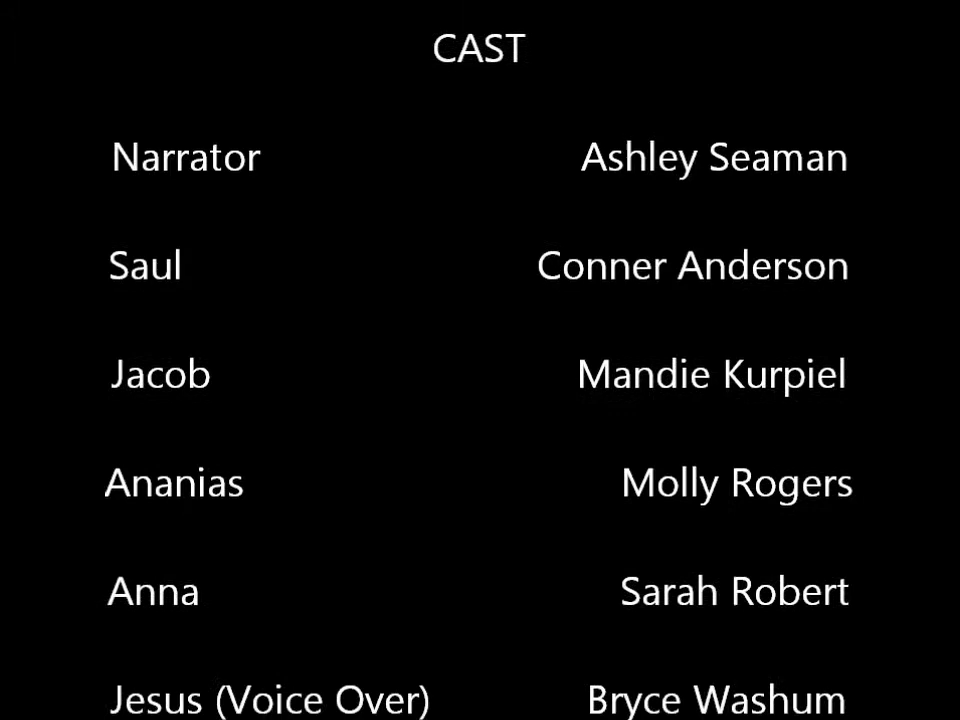 CAST
Narrator Ashley Seaman
Saul Conner Anderson
Jacob Mandie Kurpiel
Ananias Molly Rogers
Anna Sarah Robert
Jesus (Voice Over) Bryce Washum